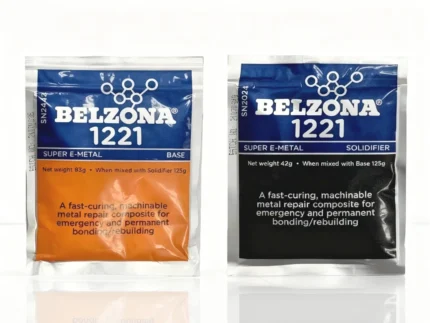 BELZONA®
1221
SUPER E-METAL BASE
Net weight 83g • When mixed with Solidifier 125g
A fast-curing, machinable
metal repair composite for
emergency and permanent
bonding/rebuilding
SN2024
BELZONA®
1221
SUPER E-METAL SOLIDIFIER
Net weight 42g • When mixed with Base 125g
A fast-curing, machinable
metal repair composite for
emergency and permanent
bonding/rebuilding